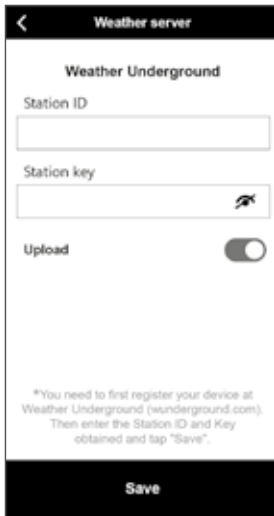 Weather server
Weather Underground
Station ID
Station key
Upload
*You need to first register your device at
Weather Underground (wunderground.com).
Then enter the Station ID and Key
obtained and tap "Save".
Save